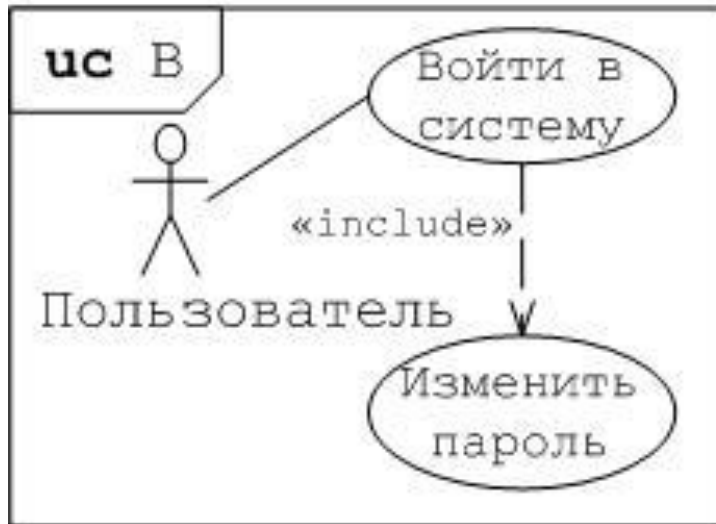 uc В
Войти в
систему
«include»
Пользователь
Изменить
пароль